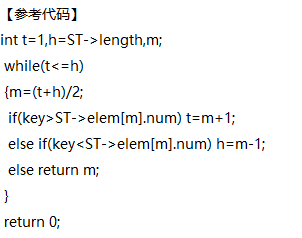 【参考代码】
int t=1,h=ST->length,m;
while(t<=h)
{m=(t+h)/2;
if(key>ST->elem[m].num) t=m+1;
else if(key<ST->elem[m].num) h=m-1;
else return m;
}
return 0;